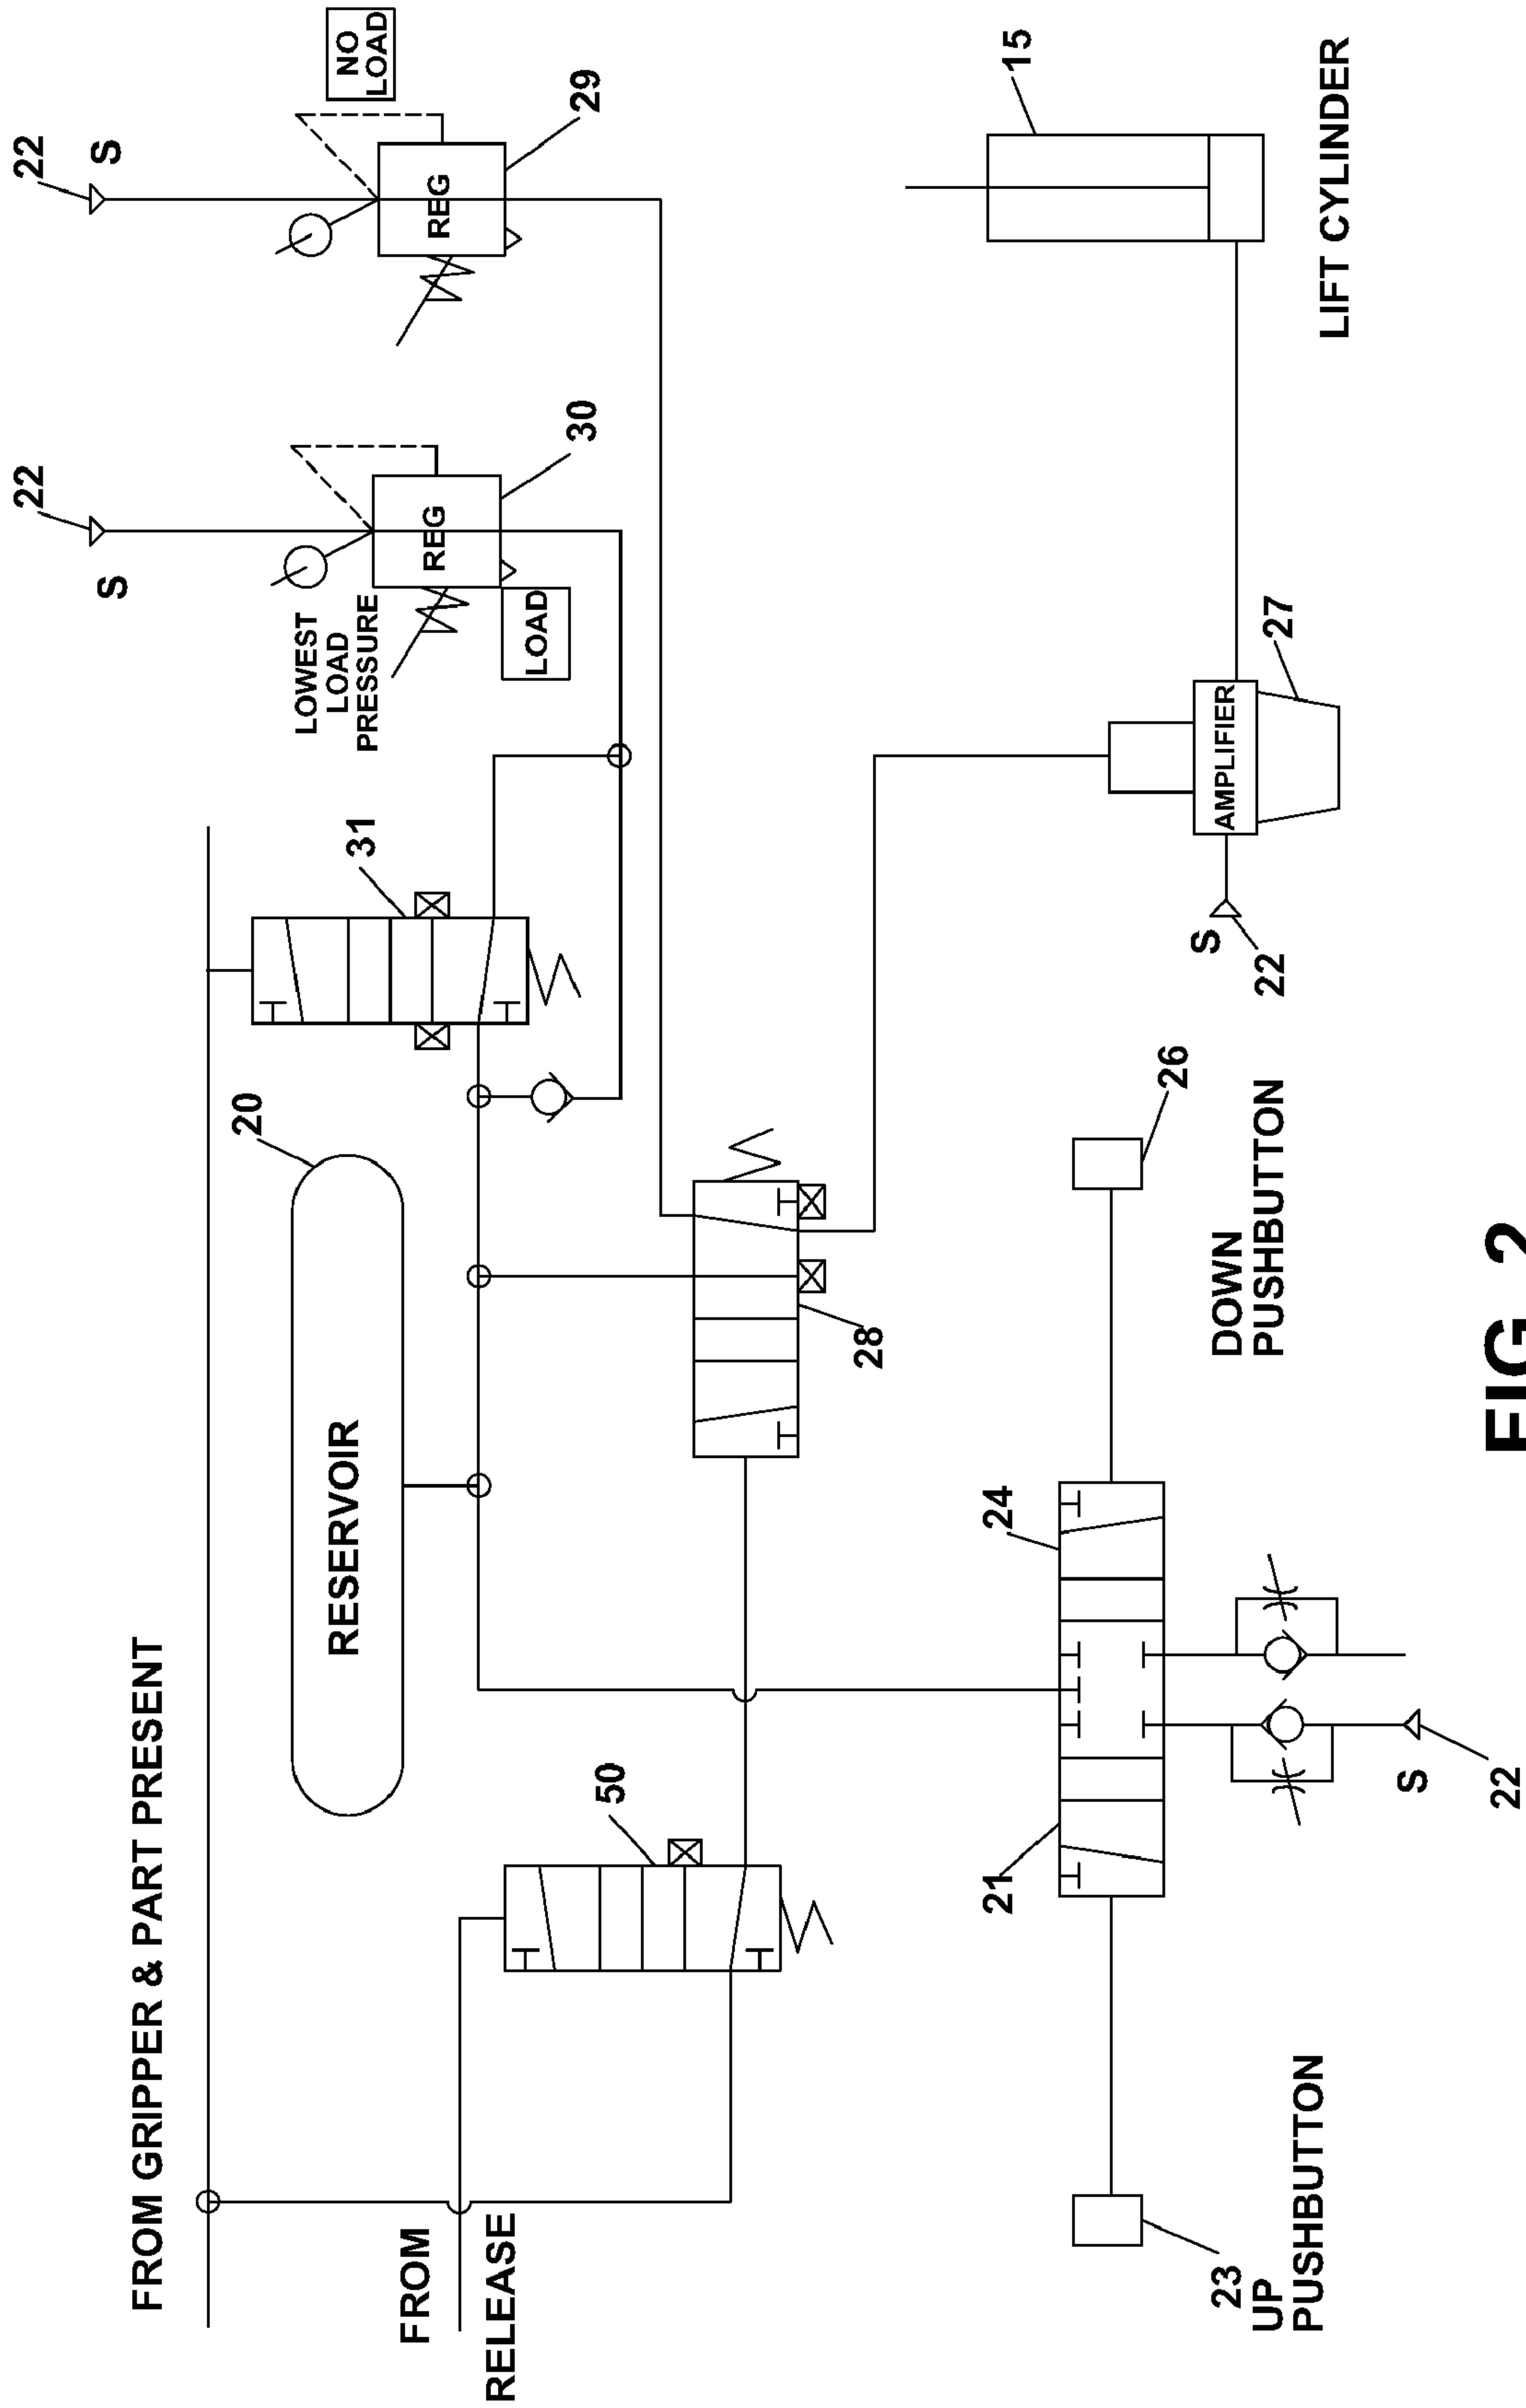 FROM GRIPPER & PART PRESENT
RESERVOIR
20
31
LOWEST
LOAD
PRESSURE
22
S
REG
30
LOAD
22
S
NO
LOAD
REG
29
FROM
RELEASE
50
28
15
LIFT CYLINDER
S
22
AMPLIFIER
27
21
24
26
DOWN
PUSHBUTTON
23
UP
PUSHBUTTON
S
22
FIG 2